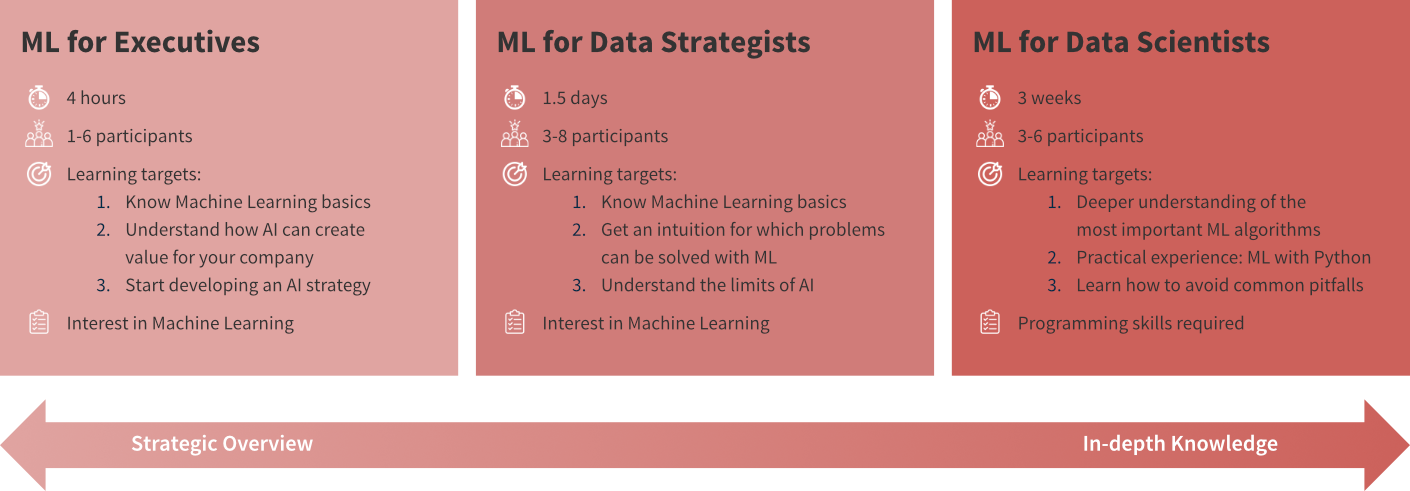 ML for Executives
4 hours
1-6 participants
Learning targets:
1. Know Machine Learning basics
2. Understand how AI can create
value for your company
3. Start developing an AI strategy
Interest in Machine Learning
ML for Data Strategists
1.5 days
3-8 participants
Learning targets:
1. Know Machine Learning basics
2. Get an intuition for which problems
can be solved with ML
3. Understand the limits of AI
Interest in Machine Learning
ML for Data Scientists
3 weeks
3-6 participants
Learning targets:
1. Deeper understanding of the
most important ML algorithms
2. Practical experience: ML with Python
3. Learn how to avoid common pitfalls
Programming skills required
Strategic Overview
In-depth Knowledge